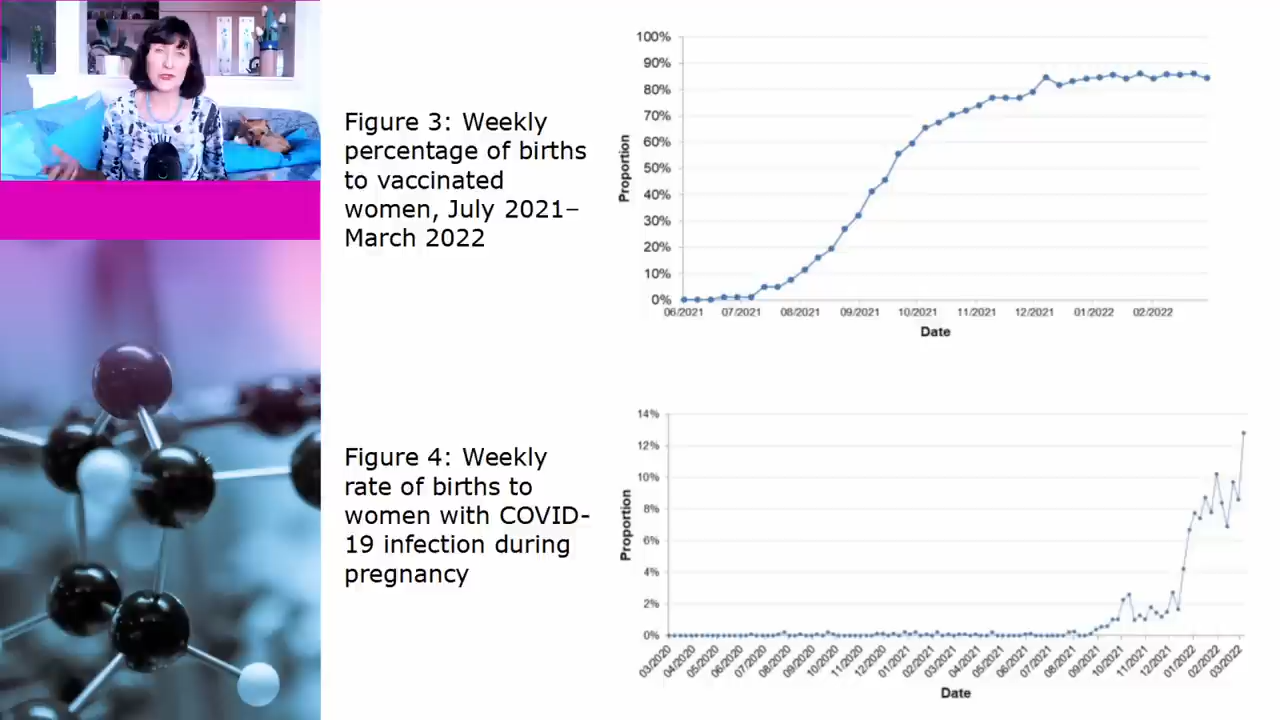 Figure 3: Weekly
percentage of births
to vaccinated
women, July 2021–
March 2022
100%
90%
80%
70%
60%
50%
40%
30%
20%
10%
0%
Proportion
06/2021 07/2021 08/2021 09/2021 10/2021 11/2021 12/2021 01/2022 02/2022
Date
Figure 4: Weekly
rate of births to
women with COVID-
19 infection during
pregnancy
14%
12%
10%
8%
6%
4%
2%
0%
Proportion
03/2020 04/2020 05/2020 06/2020 07/2020 08/2020 09/2020 10/2020 11/2020 12/2020 01/2021 02/2021 03/2021 04/2021 05/2021 06/2021 07/2021 08/2021 09/2021 10/2021 11/2021 12/2021 01/2022 02/2022 03/2022
Date